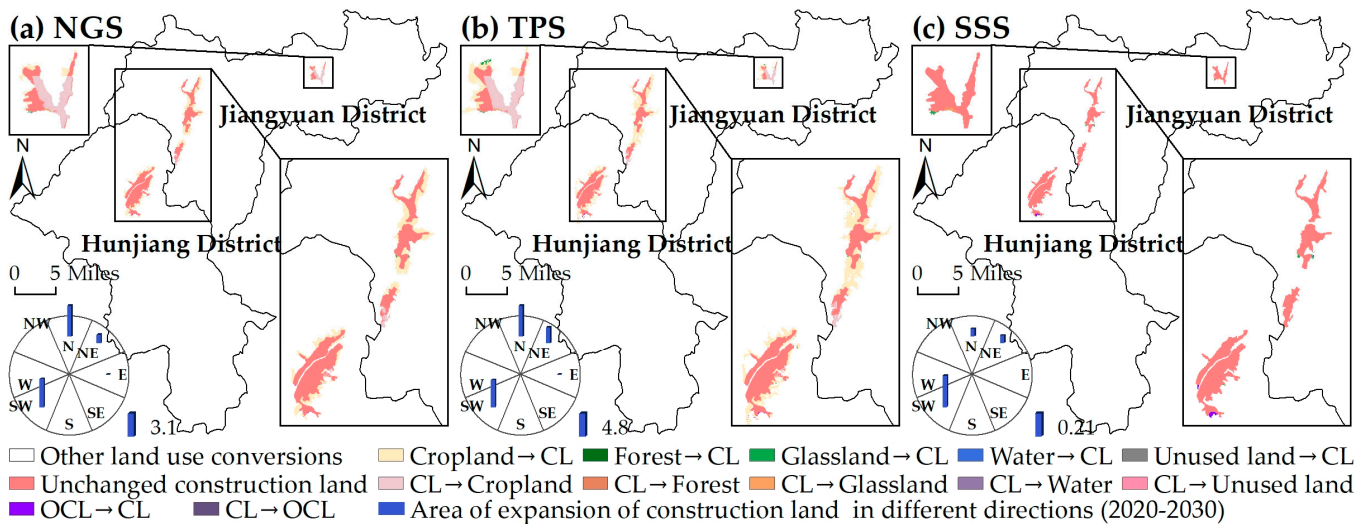 (a) NGS
(b) TPS
(c) SSS
Jiangyuan District
Jiangyuan District
Jiangyuan District
N
N
N
Hunjiang District
Hunjiang District
Hunjiang District
0 5 Miles
0 5 Miles
0 5 Miles
NW N NE E SE S SW W
3.1
NW N NE E SE S SW W
4.8
NW N NE E SE S SW W
0.21
Other land use conversions Cropland→CL Forest→CL Glassland→CL Water→CL Unused land→CL
Unchanged construction land CL→Cropland CL→Forest CL→Glassland CL→Water CL→Unused land
OCL→CL CL→OCL Area of expansion of construction land in different directions (2020-2030)